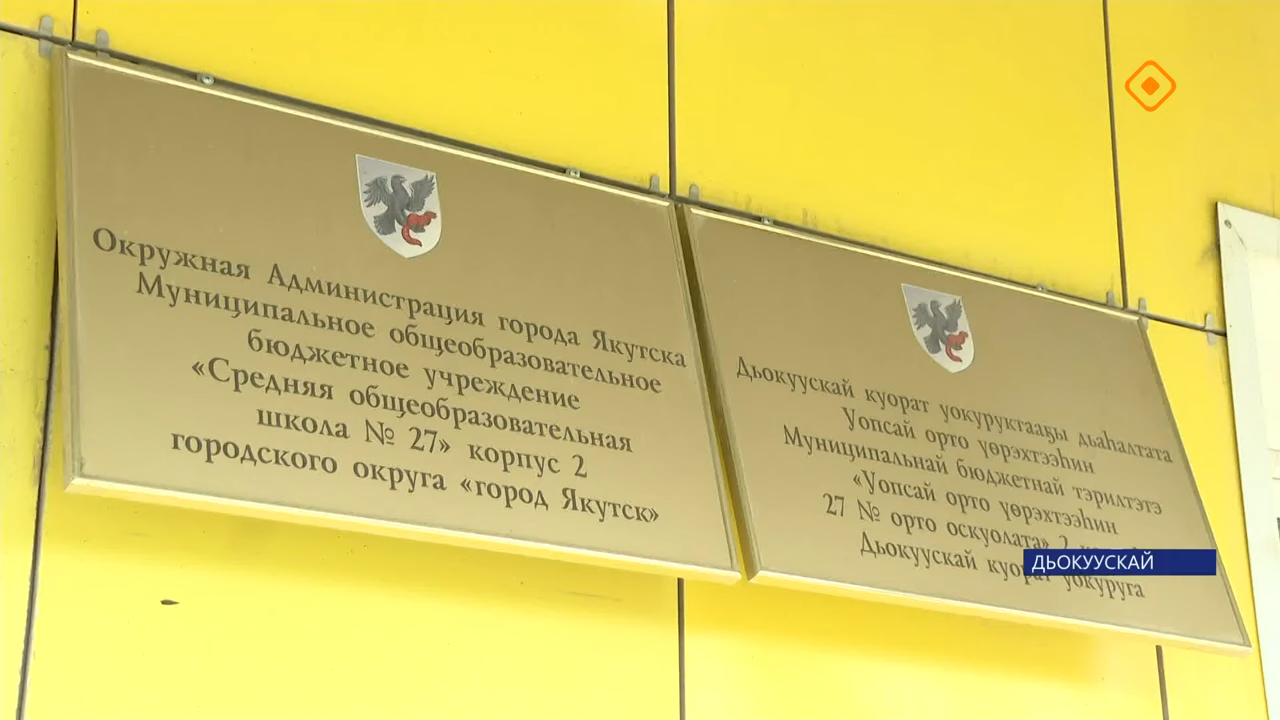 Окружная Администрация города Якутска
Муниципальное общеобразовательное
бюджетное учреждение
«Средняя общеобразовательная
школа № 27» корпус 2
городского округа «город Якутск»
Дьокуускай куорат уокуруктааҕы дьаһалтата
Уопсай орто үөрэхтээһин
Муниципальнай бюджетнай тэрилтэтэ
«Уопсай орто үөрэхтээһин
27 № орто оскуолата» 2
Дьокуускай куорат уокуруга
ДЬОКУУСКАЙ